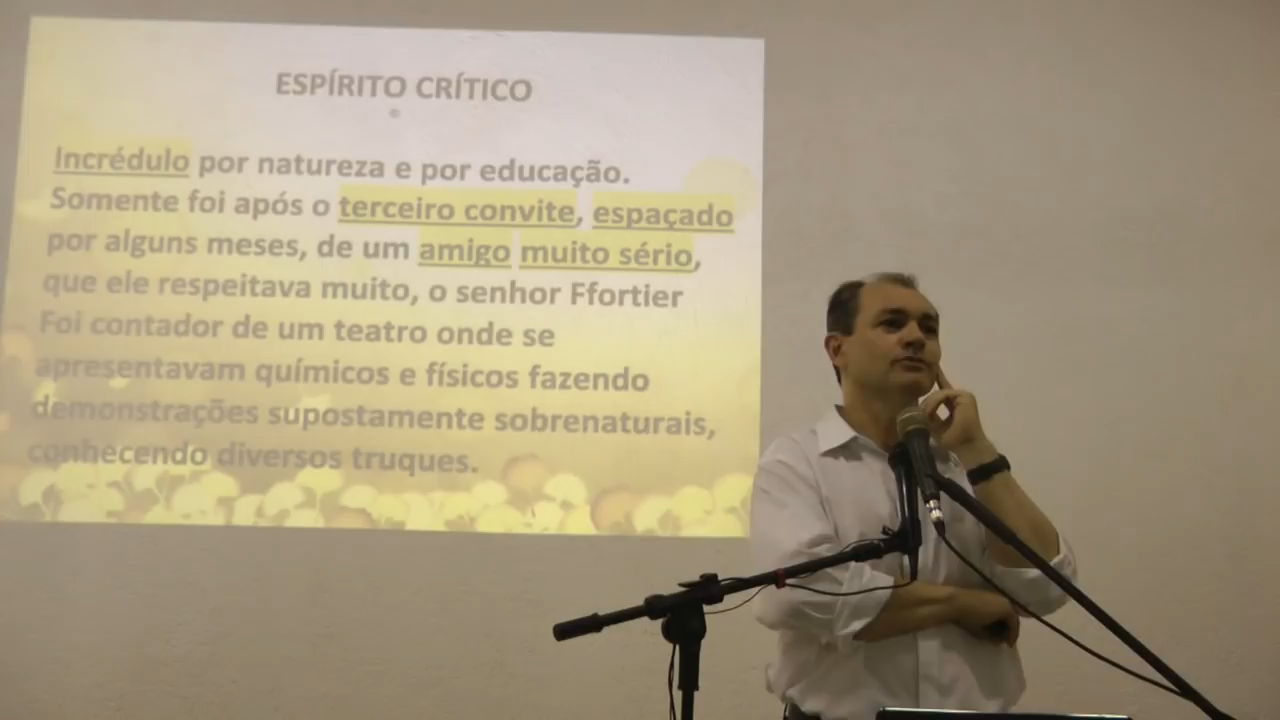 ESPÍRITO CRÍTICO
Incrédulo por natureza e por educação.
Somente foi após o terceiro convite, espaçado
por alguns meses, de um amigo muito sério,
que ele respeitava muito, o senhor Ffortier
Foi contador de um teatro onde se
apresentavam químicos e físicos fazendo
demonstrações supostamente sobrenaturais,
conhecendo diversos truques.